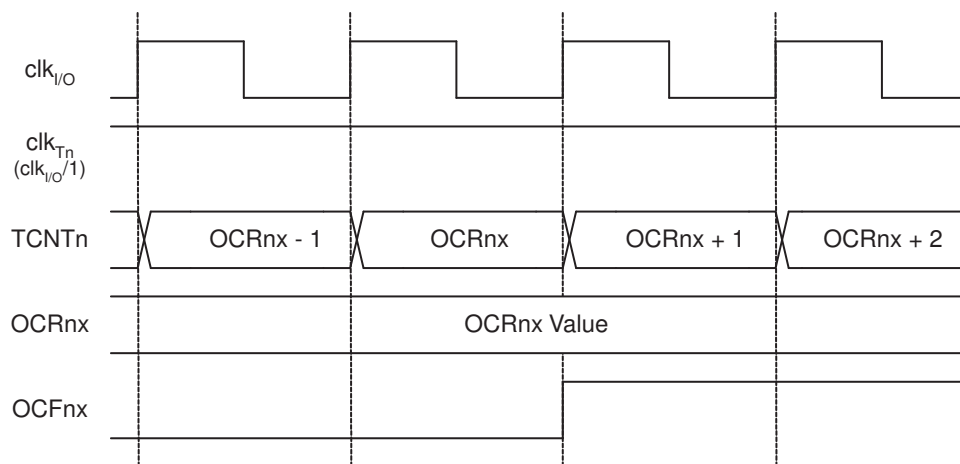 clkI/O
clkTn
(clkI/O/1)
TCNTn
OCRnx - 1
OCRnx
OCRnx + 1
OCRnx + 2
OCRnx
OCRnx Value
OCFnx